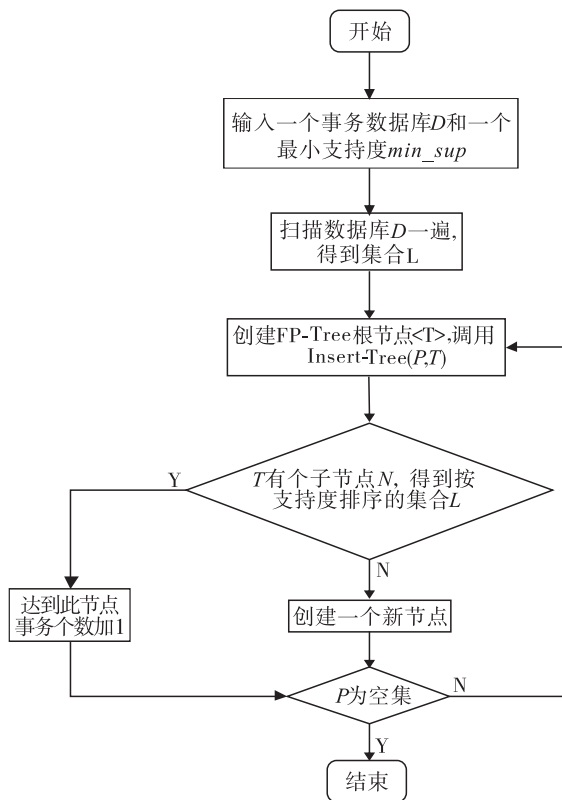 开始
输入一个事务数据库D和一个
最小支持度min_sup
扫描数据库D一遍,
得到集合L
创建FP-Tree根节点<T>,调用
Insert-Tree(P,T)
T有个子节点N, 得到按
支持度排序的集合L
Y
N
达到此节点
事务个数加1
创建一个新节点
P为空集
N
Y
结束